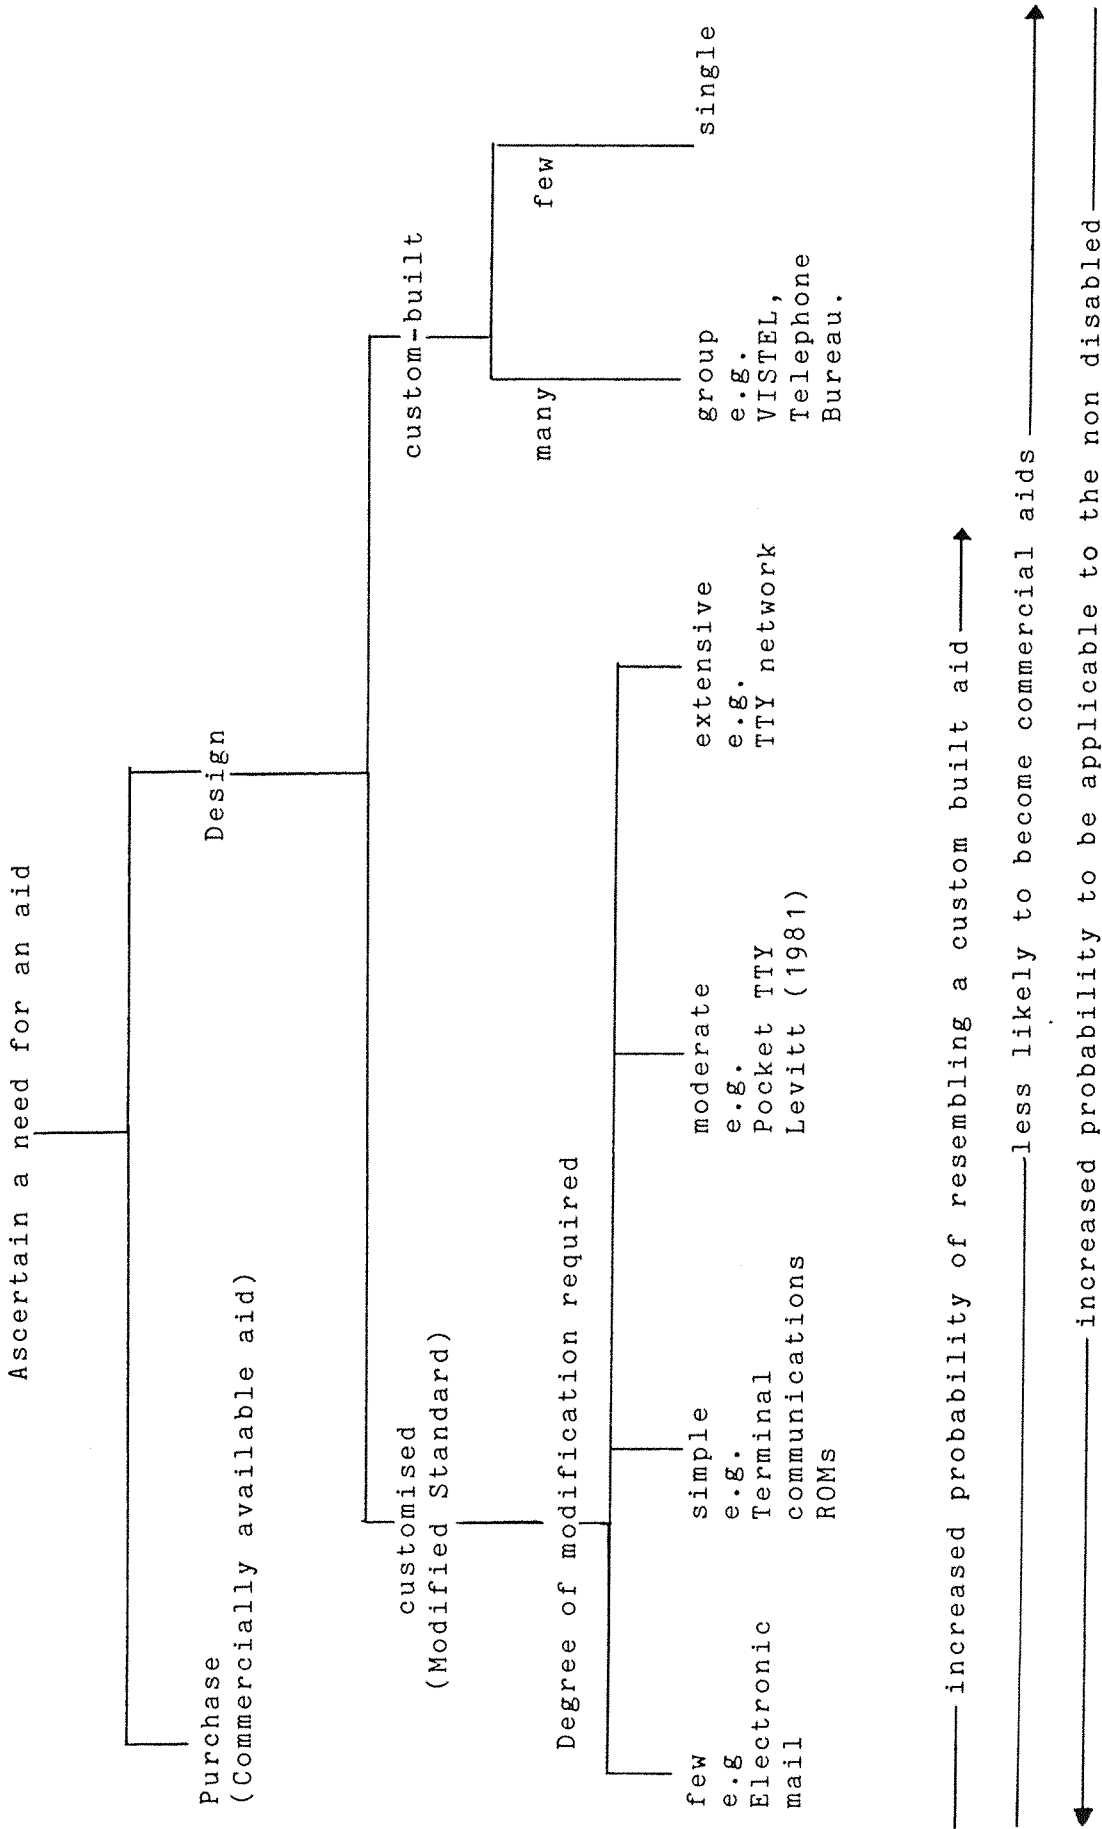 Ascertain a need for an aid
Purchase
(Commercially available aid)
Design
customised
(Modified Standard)
custom-built
Degree of modification required
many
few
few
e.g
Electronic
mail
simple
e.g.
Terminal
communications
ROMs
moderate
e.g.
Pocket TTY
Levitt (1981)
extensive
e.g.
TTY network
group
e.g.
VISTEL,
Telephone
Bureau.
single
increased probability of resembling a custom built aid
less likely to become commercial aids
increased probability to be applicable to the non disabled